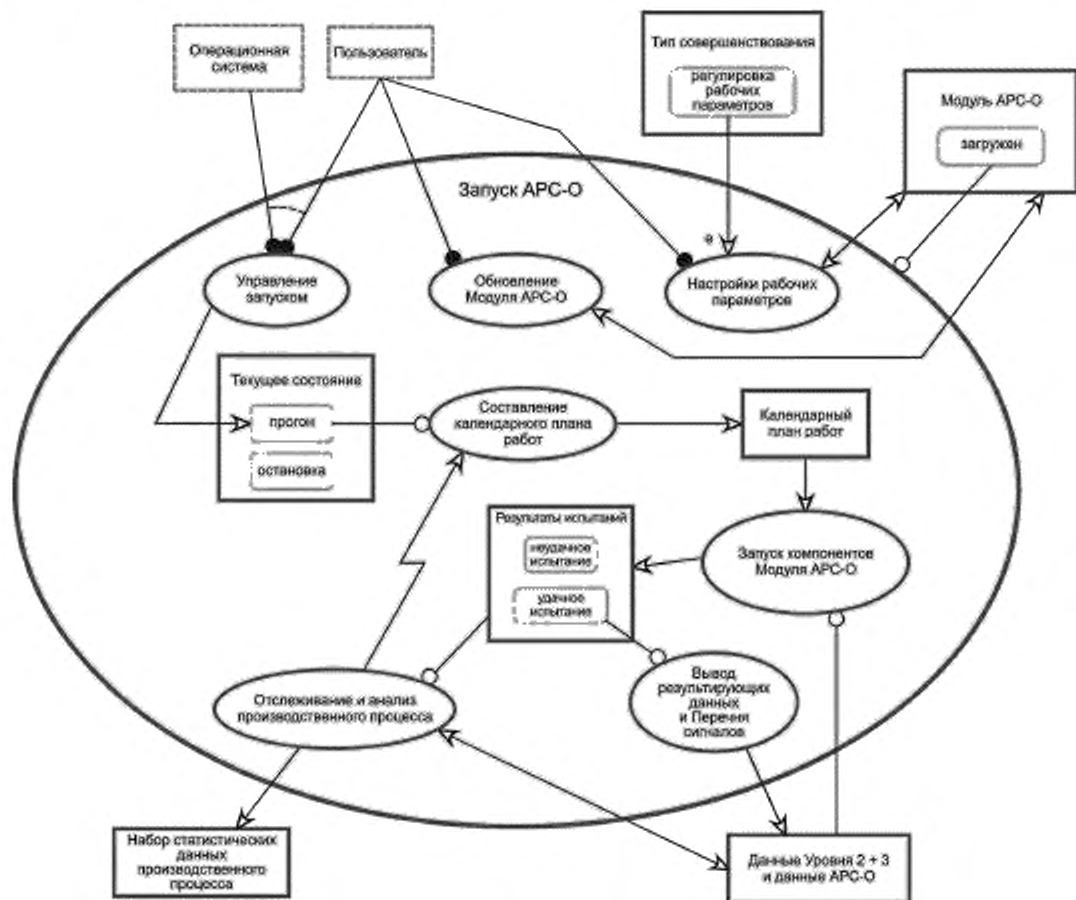 Операционная
система
Пользователь
Тип совершенствования
рагулировка
рабочих
параметров
Модуль АРС-О
загружен
Запуск АРС-О
е
Управление
запуском
Обновление
Модуля АРС-О
Настройки рабочих
параметров
Текущее состояние
прогон
остановка
Составление
календарного плана
работ
Календарный
план работ
Результаты испытаний
неудачное
испытание
удачное
испытание
Запуск компонентов
Модуля АРС-О
Отслеживание и анализ
производственного процесса
Вывод
результирующих
данных
и Перечня
сигналов
Набор статистических
данных
производственного
процесса
Данные Уровня 2 + 3
и данные АРС-О